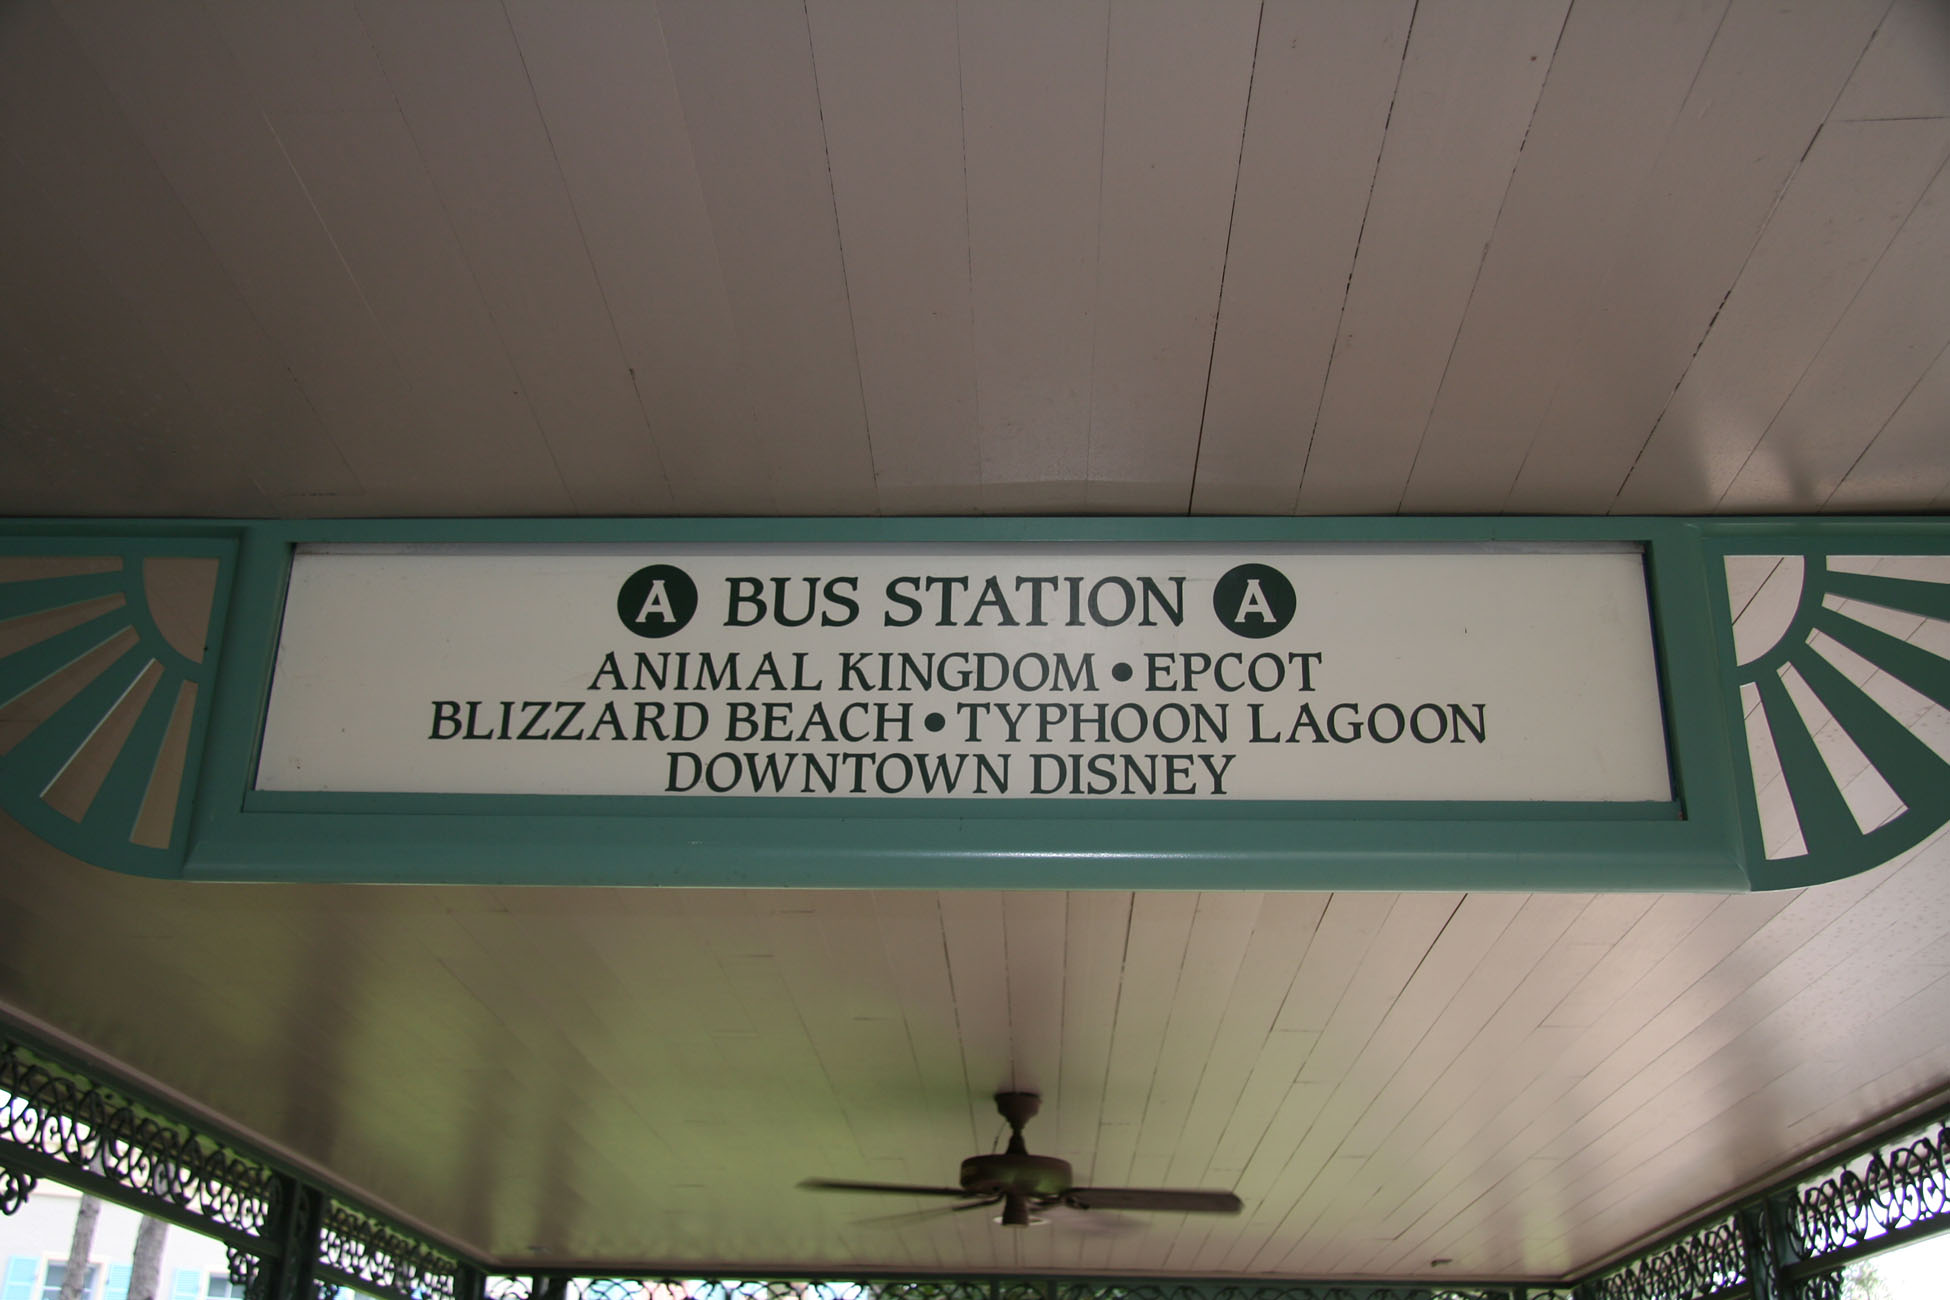 A BUS STATION A
ANIMAL KINGDOM • EPCOT
BLIZZARD BEACH • TYPHOON LAGOON
DOWNTOWN DISNEY